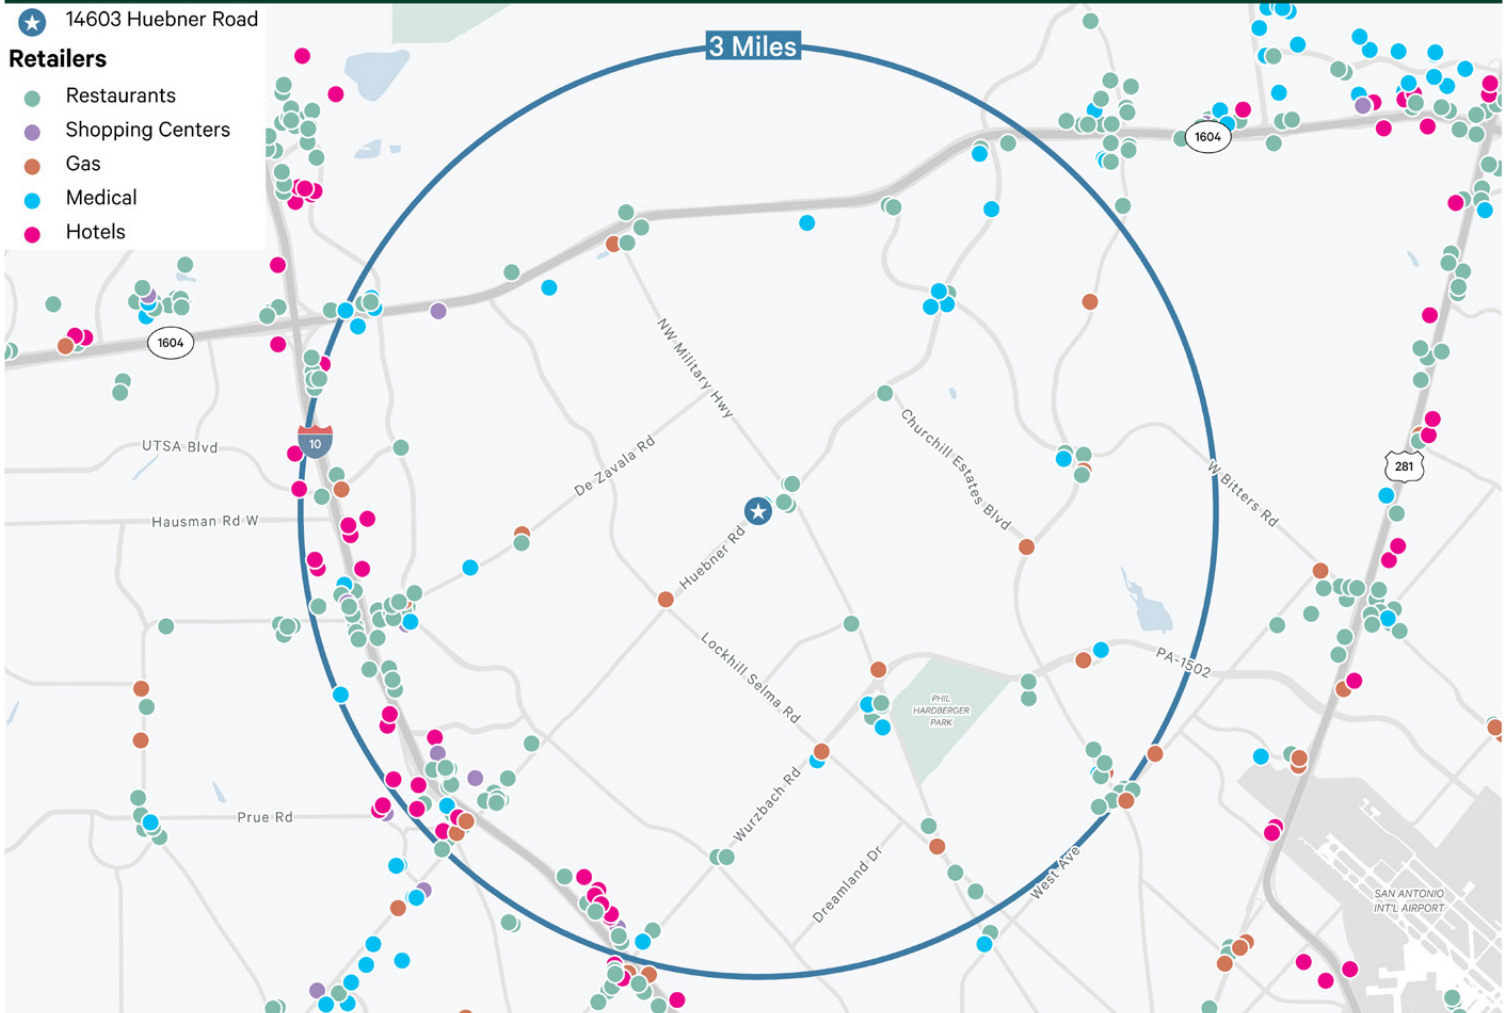 14603 Huebner Road
Retailers
Restaurants
Shopping Centers
Gas
Medical
Hotels
3 Miles
1604
1604
NW Military Hwy
10
UTSA Blvd
De Zavala Rd
Churchill Estates Blvd
W Bitters Rd
281
Hausman Rd W
Huebner Rd
Lockhill Selma Rd
PA-1502
PHIL
HARDBERGER
PARK
Wurzbach Rd
Prue Rd
Dreamland Dr
West Ave
SAN ANTONIO
INT'L AIRPORT